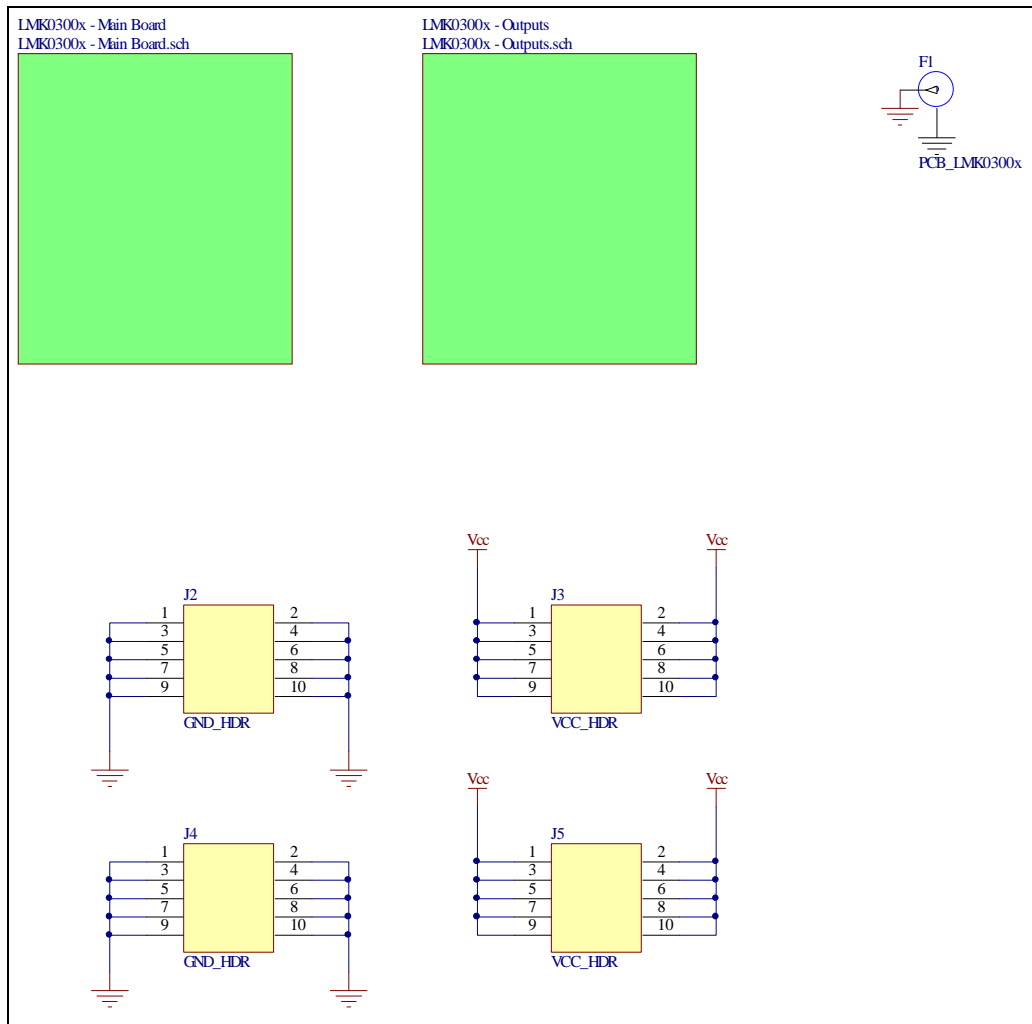 LMK0300x - Main Board
LMK0300x - Main Board.sch
LMK0300x - Outputs
LMK0300x - Outputs.sch
F1
PCB_LMK0300x
J2
1 2
3 4
5 6
7 8
9 10
GND_HDR
Vcc Vcc
J3
1 2
3 4
5 6
7 8
9 10
VCC_HDR
J4
1 2
3 4
5 6
7 8
9 10
GND_HDR
Vcc Vcc
J5
1 2
3 4
5 6
7 8
9 10
VCC_HDR